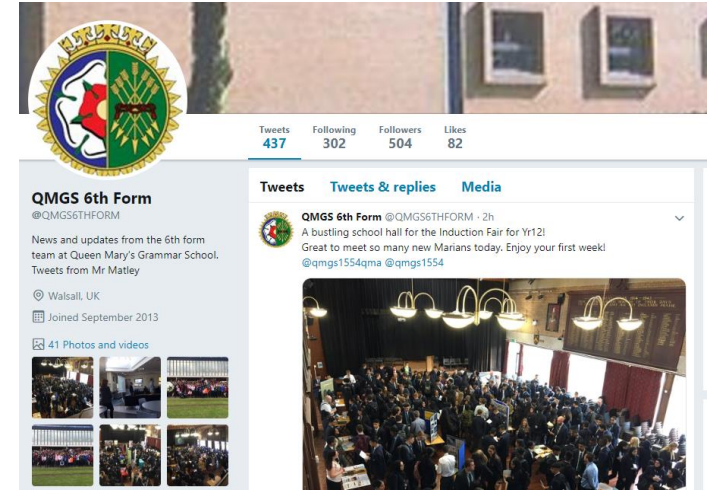 Tweets Following Followers Likes
437 302 504 82
QMGS 6th Form
@QMGS6THFORM
News and updates from the 6th form
team at Queen Mary's Grammar School.
Tweets from Mr Matley
Walsall, UK
Joined September 2013
41 Photos and videos
Tweets Tweets & replies Media
QMGS 6th Form @QMGS6THFORM · 2h
A bustling school hall for the Induction Fair for Yr12!
Great to meet so many new Marians today. Enjoy your first week!
@qmgs1554qma @qmgs1554